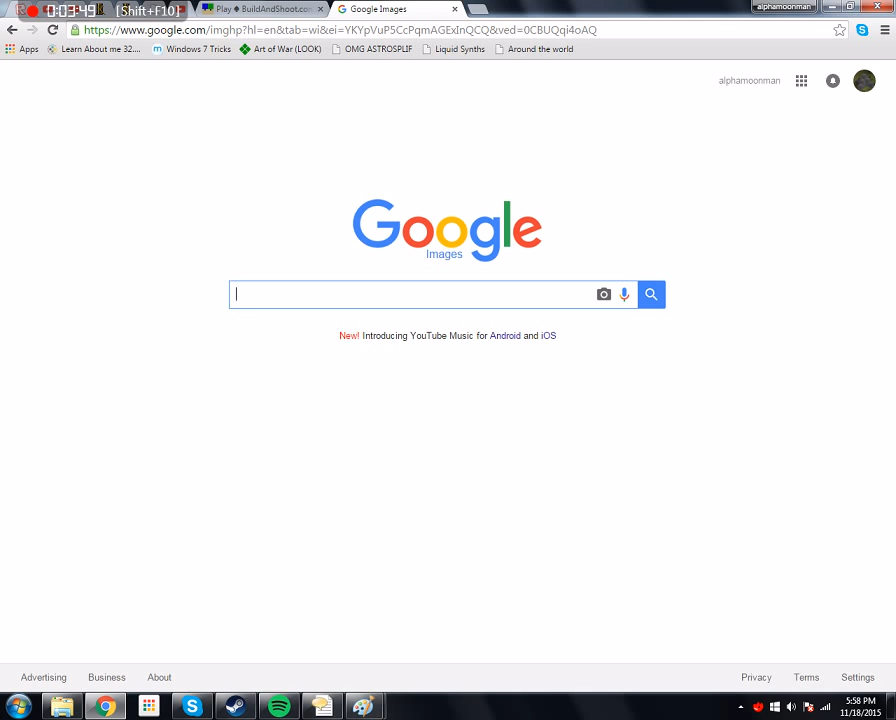 0:03:49 [Shift+F10]
Play ♠ BuildAndShoot.com
Google Images
alphamoonman
https://www.google.com/imghp?hl=en&tab=wi&ei=YKYpVuP5CcPqmAGExInQCQ&ved=0CBUQqi4oAQ
Apps
Learn About me 32....
Windows 7 Tricks
Art of War (LOOK)
OMG ASTROSPLIF
Liquid Synths
Around the world
alphamoonman
Google
Images
New! Introducing YouTube Music for Android and iOS
Advertising
Business
About
Privacy
Terms
Settings
5:58 PM
11/18/2015